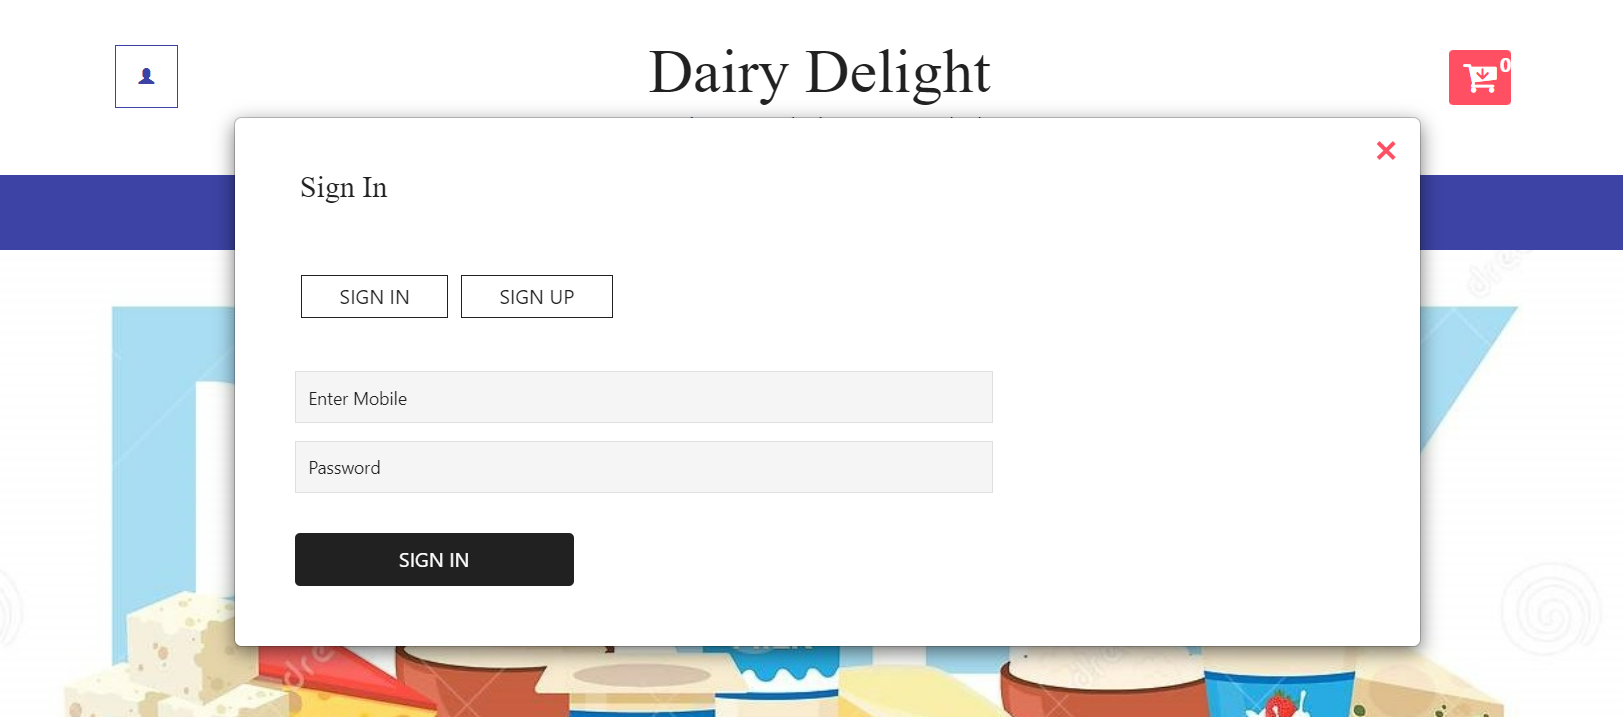 Dairy Delight
0
Sign In
SIGN IN
SIGN UP
Enter Mobile
Password
SIGN IN